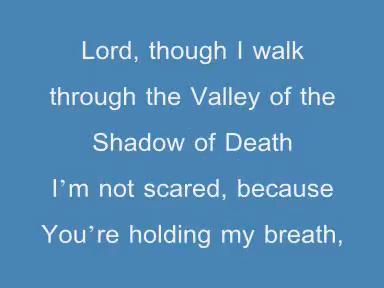 Lord, though I walk
through the Valley of the
Shadow of Death
I’m not scared, because
You’re holding my breath,